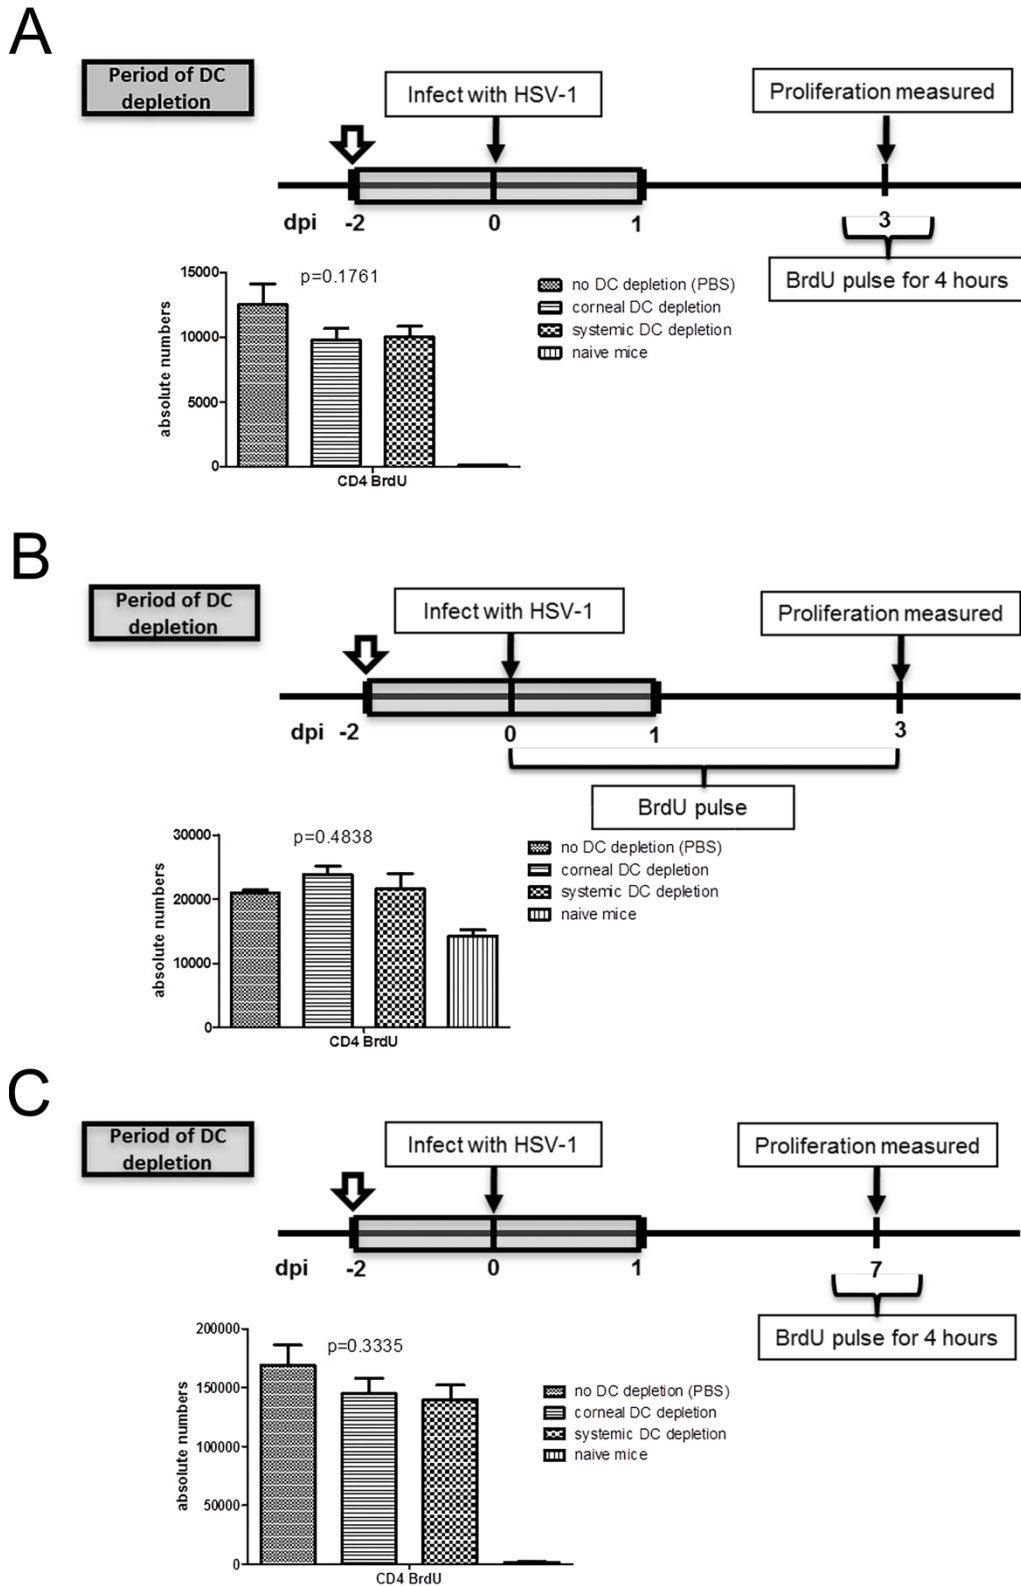 A
Period of DC
depletion
Infect with HSV-1
Proliferation measured
dpi -2 0 1 3
BrdU pulse for 4 hours
p=0.1761
15000
10000
5000
0
absolute numbers
CD4 BrdU
no DC depletion (PBS)
corneal DC depletion
systemic DC depletion
naive mice
B
Period of DC
depletion
Infect with HSV-1
Proliferation measured
dpi -2 0 1 3
BrdU pulse
p=0.4838
30000
20000
10000
0
absolute numbers
CD4 BrdU
no DC depletion (PBS)
corneal DC depletion
systemic DC depletion
naive mice
C
Period of DC
depletion
Infect with HSV-1
Proliferation measured
dpi -2 0 1 7
BrdU pulse for 4 hours
p=0.3335
200000
150000
100000
50000
0
absolute numbers
CD4 BrdU
no DC depletion (PBS)
corneal DC depletion
systemic DC depletion
naive mice